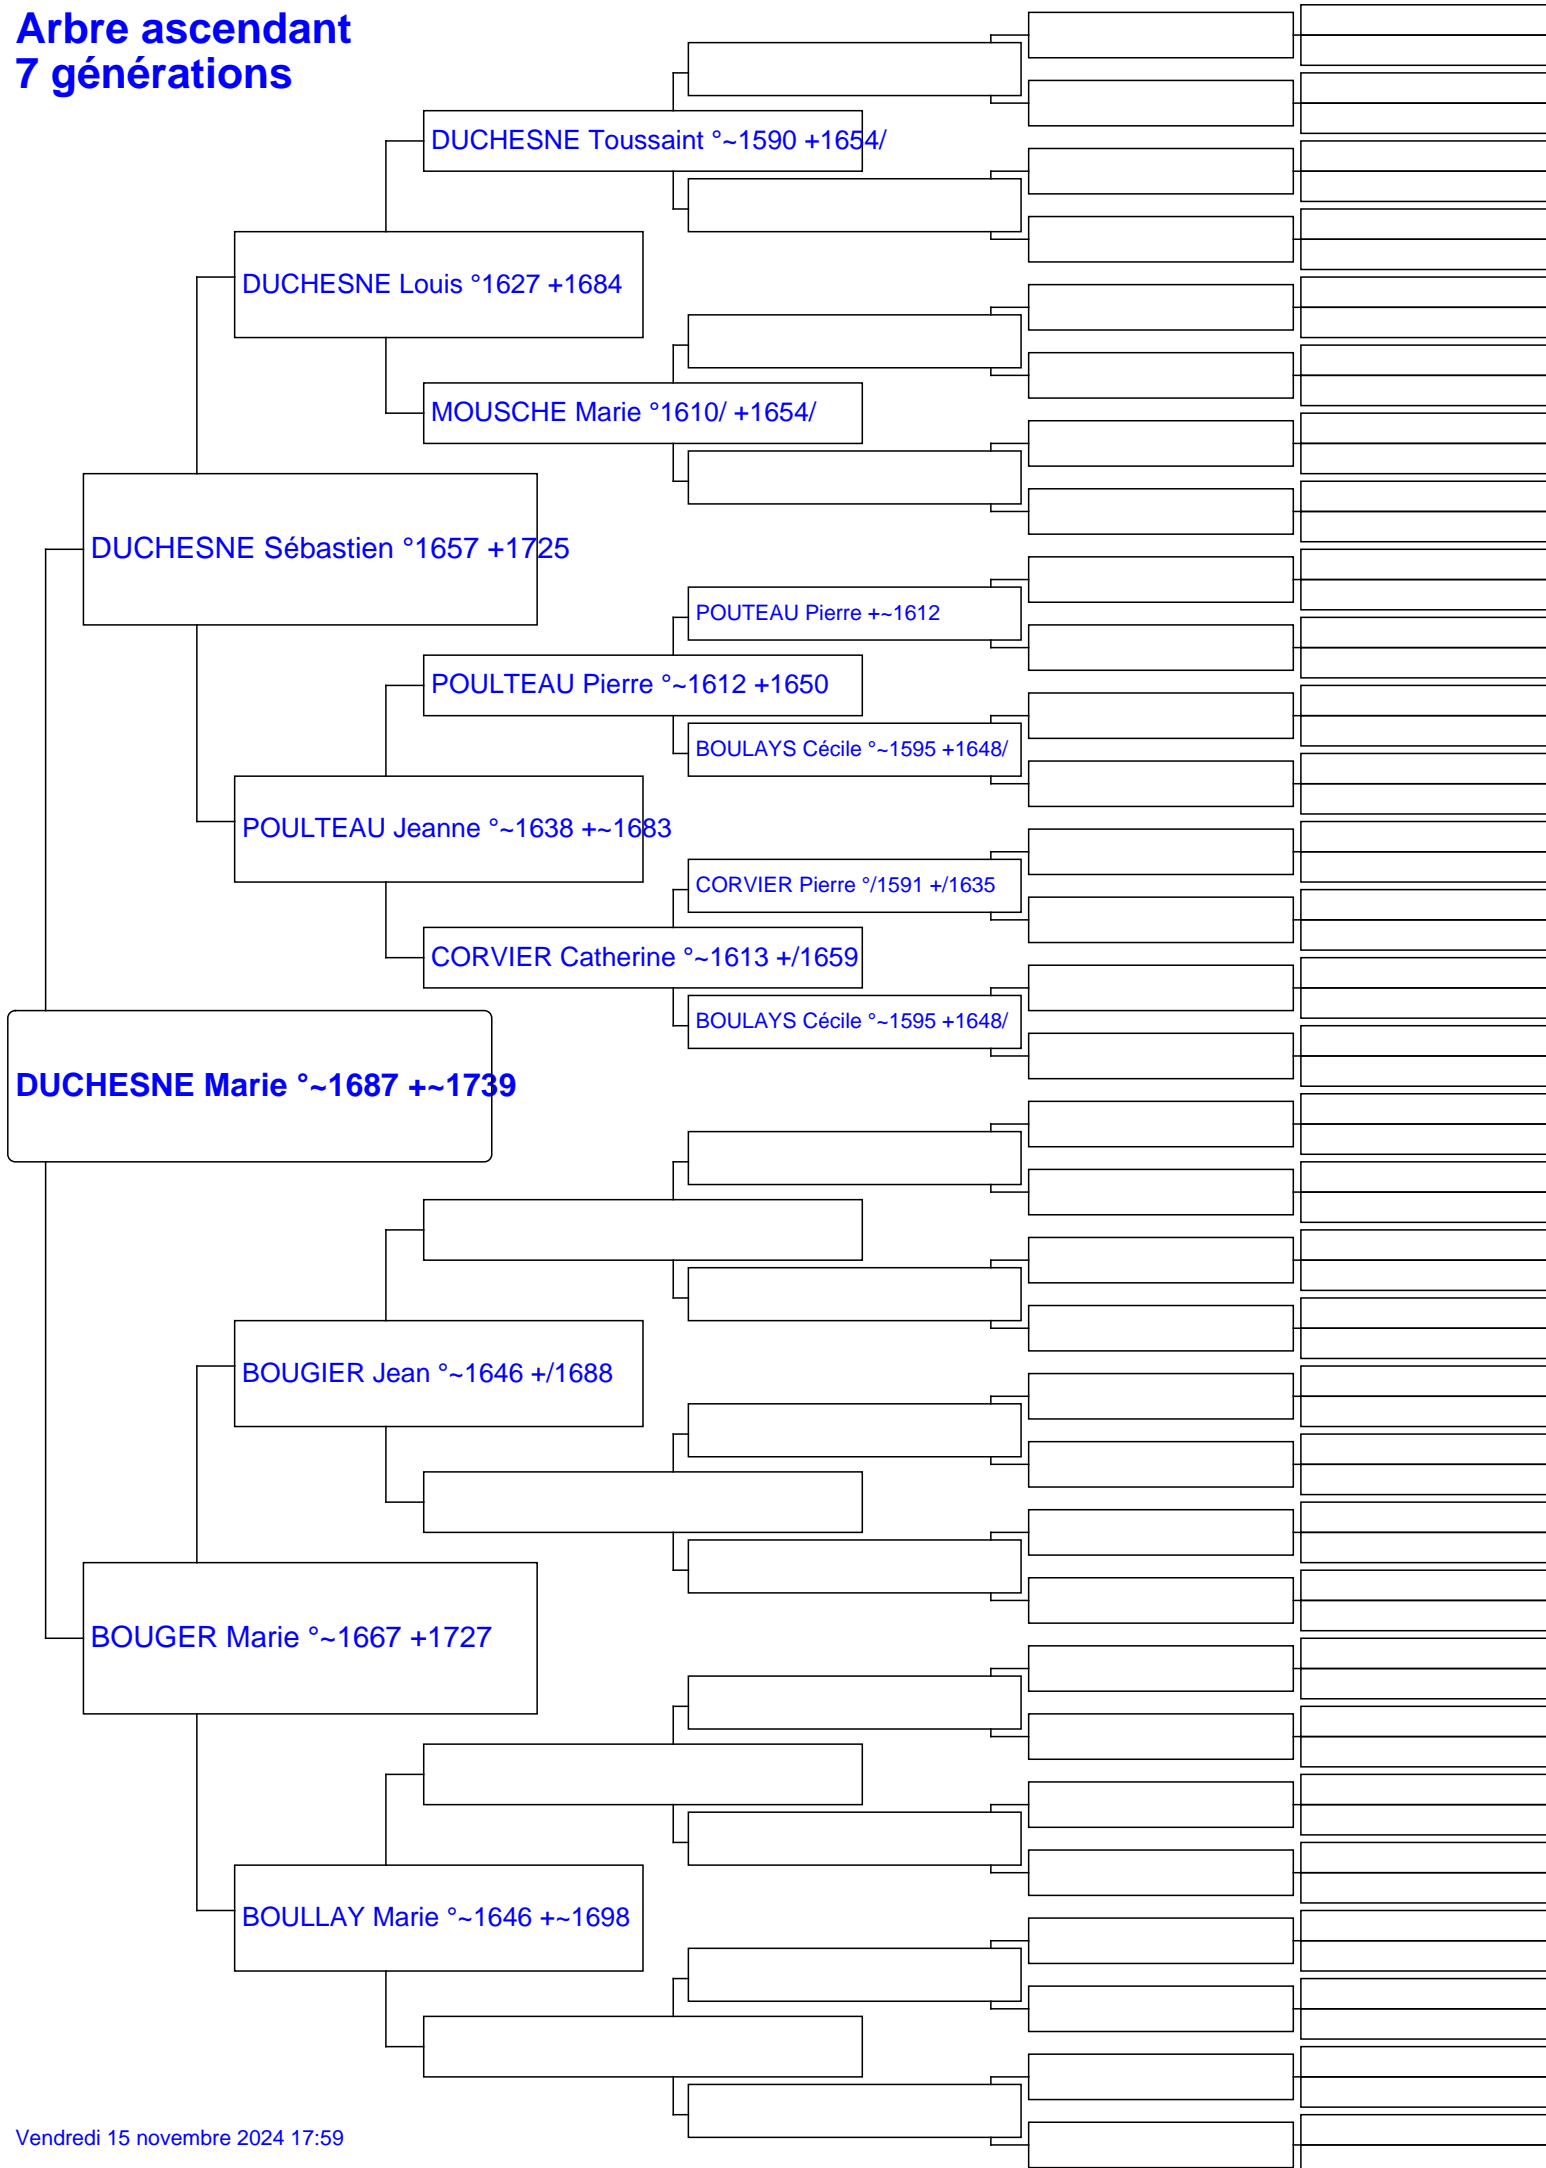 Arbre ascendant
7 générations
DUCHESNE Toussaint °~1590 +1654/
DUCHESNE Louis °1627 +1684
MOUSCHE Marie °1610/ +1654/
DUCHESNE Sébastien °1657 +1725
POUTEAU Pierre +~1612
POULTEAU Pierre °~1612 +1650
BOULAYS Cécile °~1595 +1648/
POULTEAU Jeanne °~1638 +~1683
CORVIER Pierre °/1591 +/1635
CORVIER Catherine °~1613 +/1659
BOULAYS Cécile °~1595 +1648/
DUCHESNE Marie °~1687 +~1739
BOUGIER Jean °~1646 +/1688
BOUGER Marie °~1667 +1727
BOULLAY Marie °~1646 +~1698
Vendredi 15 novembre 2024 17:59